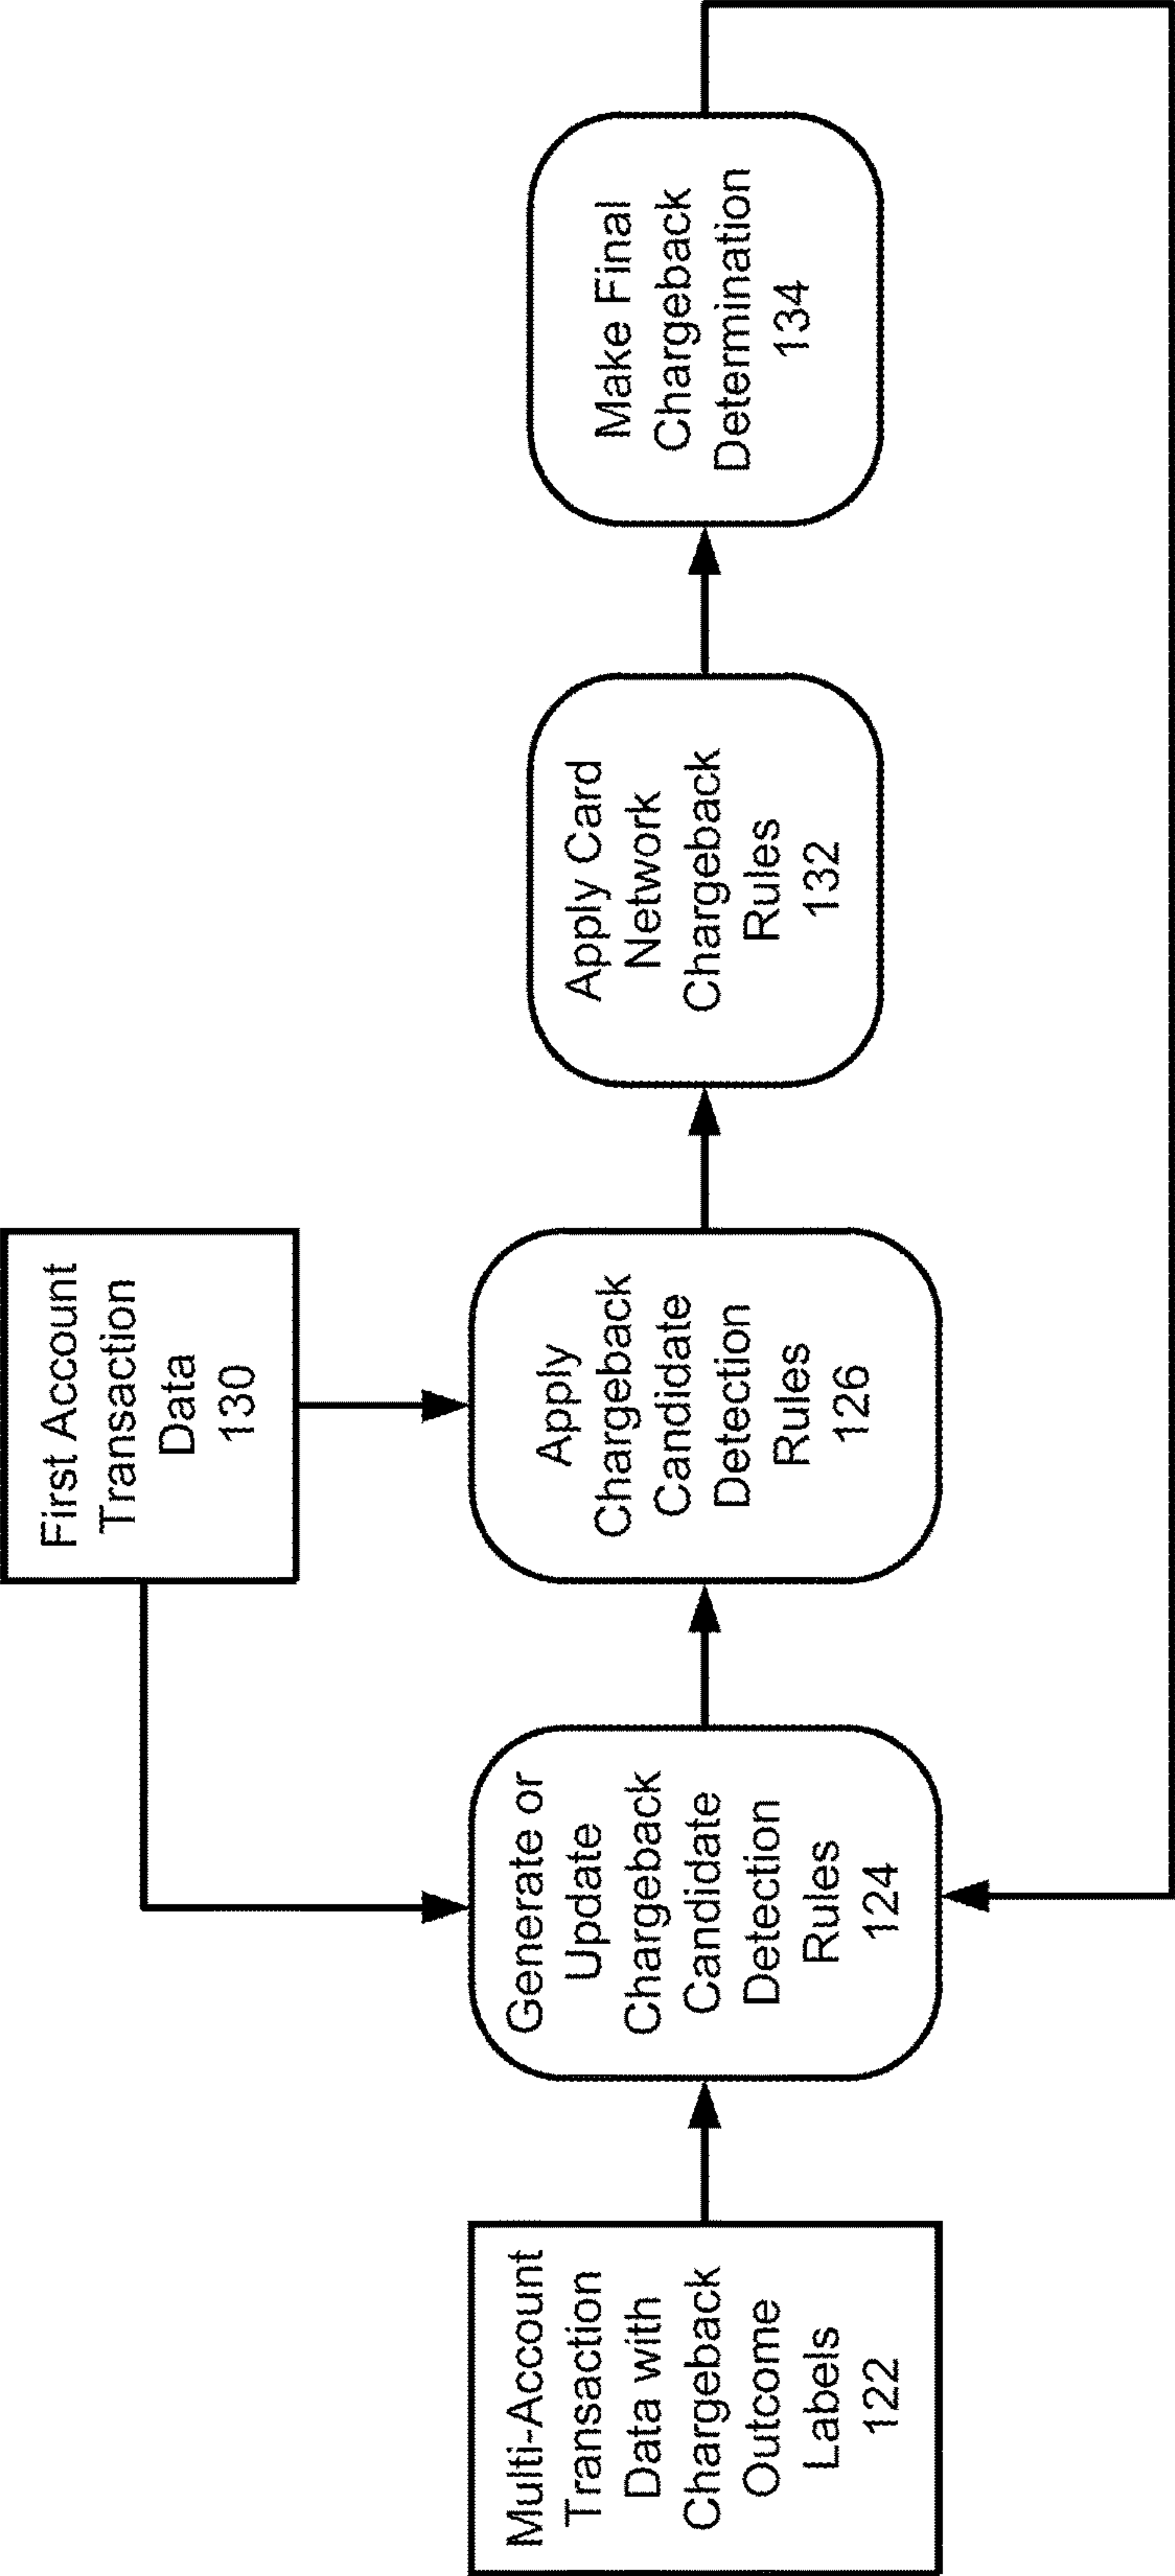 First Account
Transaction
Data
130
Multi-Account
Transaction
Data with
Chargeback
Outcome
Labels
122
Generate or
Update
Chargeback
Candidate
Detection
Rules
124
Apply
Chargeback
Candidate
Detection
Rules
126
Apply Card
Network
Chargeback
Rules
132
Make Final
Chargeback
Determination
134